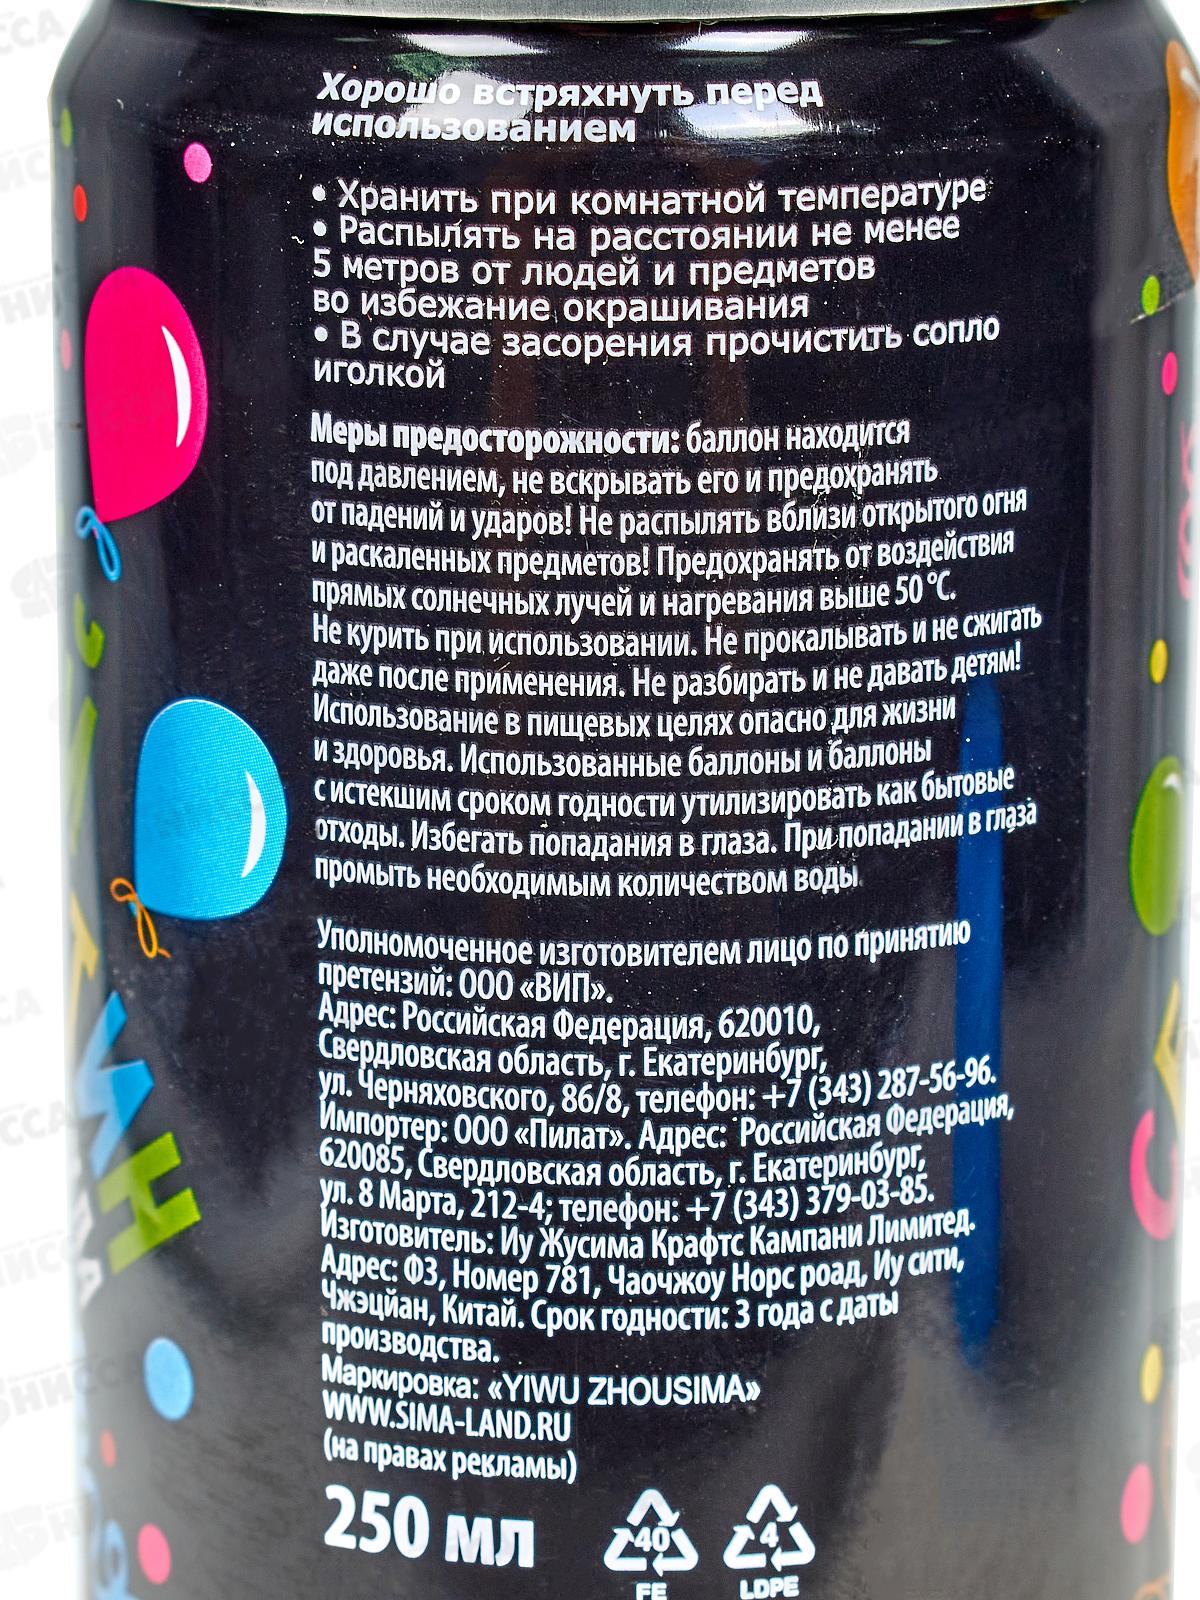 Хорошо встряхнуть перед
использованием
• Хранить при комнатной температуре
• Распылять на расстоянии не менее
5 метров от людей и предметов
во избежание окрашивания
• В случае засорения прочистить сопло
иголкой
Меры предосторожности: баллон находится
под давлением, не вскрывать его и предохранять
от падений и ударов! Не распылять вблизи открытого огня
и раскаленных предметов! Предохранять от воздействия
прямых солнечных лучей и нагревания выше 50 °С.
Не курить при использовании. Не прокалывать и не сжигать
даже после применения. Не разбирать и не давать детям!
Использование в пищевых целях опасно для жизни
и здоровья. Использованные баллоны и баллоны
с истекшим сроком годности утилизировать как бытовые
отходы. Избегать попадания в глаза. При попадании в глаза
промыть необходимым количеством воды
Уполномоченное изготовителем лицо по принятию
претензий: ООО «ВИП».
Адрес: Российская Федерация, 620010,
Свердловская область, г. Екатеринбург,
ул. Черняховского, 86/8, телефон: +7 (343) 287-56-96.
Импортер: ООО «Пилат». Адрес: Российская Федерация,
620085, Свердловская область, г. Екатеринбург,
ул. 8 Марта, 212-4; телефон: +7 (343) 379-03-85.
Изготовитель: Иу Жусима Крафтс Кампани Лимитед.
Адрес: Ф3, Номер 781, Чаочжоу Норс роад, Иу сити,
Чжэцйан, Китай. Срок годности: 3 года с даты
производства.
Маркировка: «YIWU ZHOUSIMA»
WWW.SIMA-LAND.RU
(на правах рекламы)
250 мл
40
4
FE
LDPE